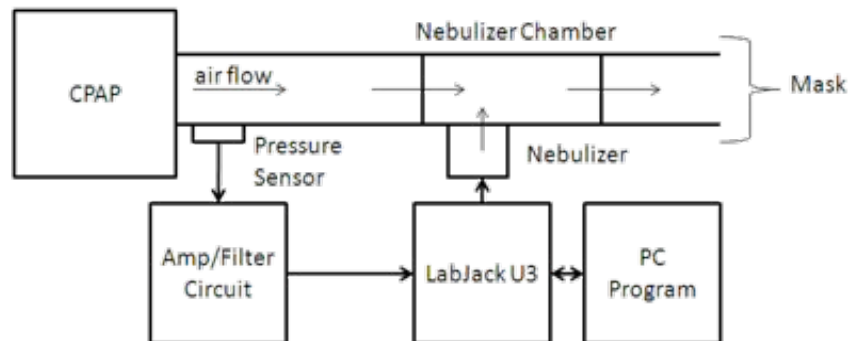 Nebulizer Chamber
CPAP
air flow
Mask
Pressure
Sensor
Nebulizer
Amp/Filter
Circuit
LabJack U3
PC
Program